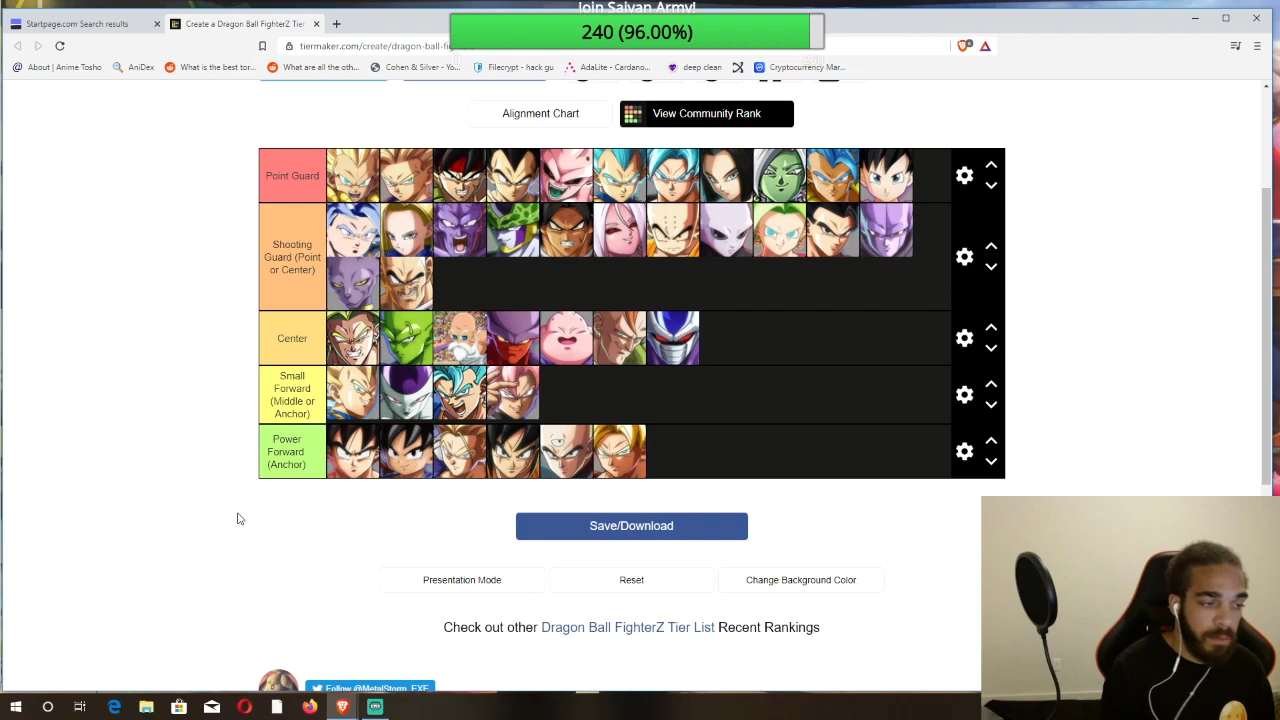 Join Saiyan Army!
240 (96.00%)
Startpage.com Search results
Create a Dragon Ball FighterZ Tier
tiermaker.com/create/dragon-ball-fig
About | Anime Tosho
AniDex
What is the best tor...
What are all the oth...
Cohen & Silver - Yo...
Filecrypt - hack gu
AdaLite - Cardano...
deep clean
Cryptocurrency Mar...
Alignment Chart
View Community Rank
Point Guard
Shooting
Guard (Point
or Center)
Center
Small
Forward
(Middle or
Anchor)
Power
Forward
(Anchor)
Save/Download
Presentation Mode
Reset
Change Background Color
Check out other Dragon Ball FighterZ Tier List Recent Rankings
Follow @MetalStorm_EXE